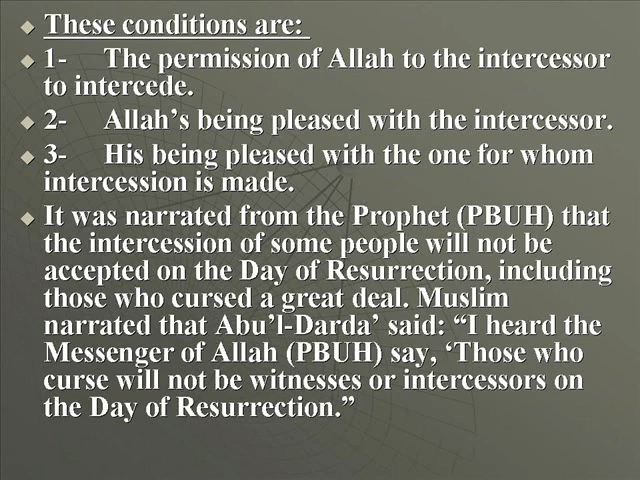 These conditions are:
1- The permission of Allah to the intercessor
to intercede.
2- Allah's being pleased with the intercessor.
3- His being pleased with the one for whom
intercession is made.
It was narrated from the Prophet (PBUH) that
the intercession of some people will not be
accepted on the Day of Resurrection, including
those who cursed a great deal. Muslim
narrated that Abu'l-Darda' said: “I heard the
Messenger of Allah (PBUH) say, ‘Those who
curse will not be witnesses or intercessors on
the Day of Resurrection.”